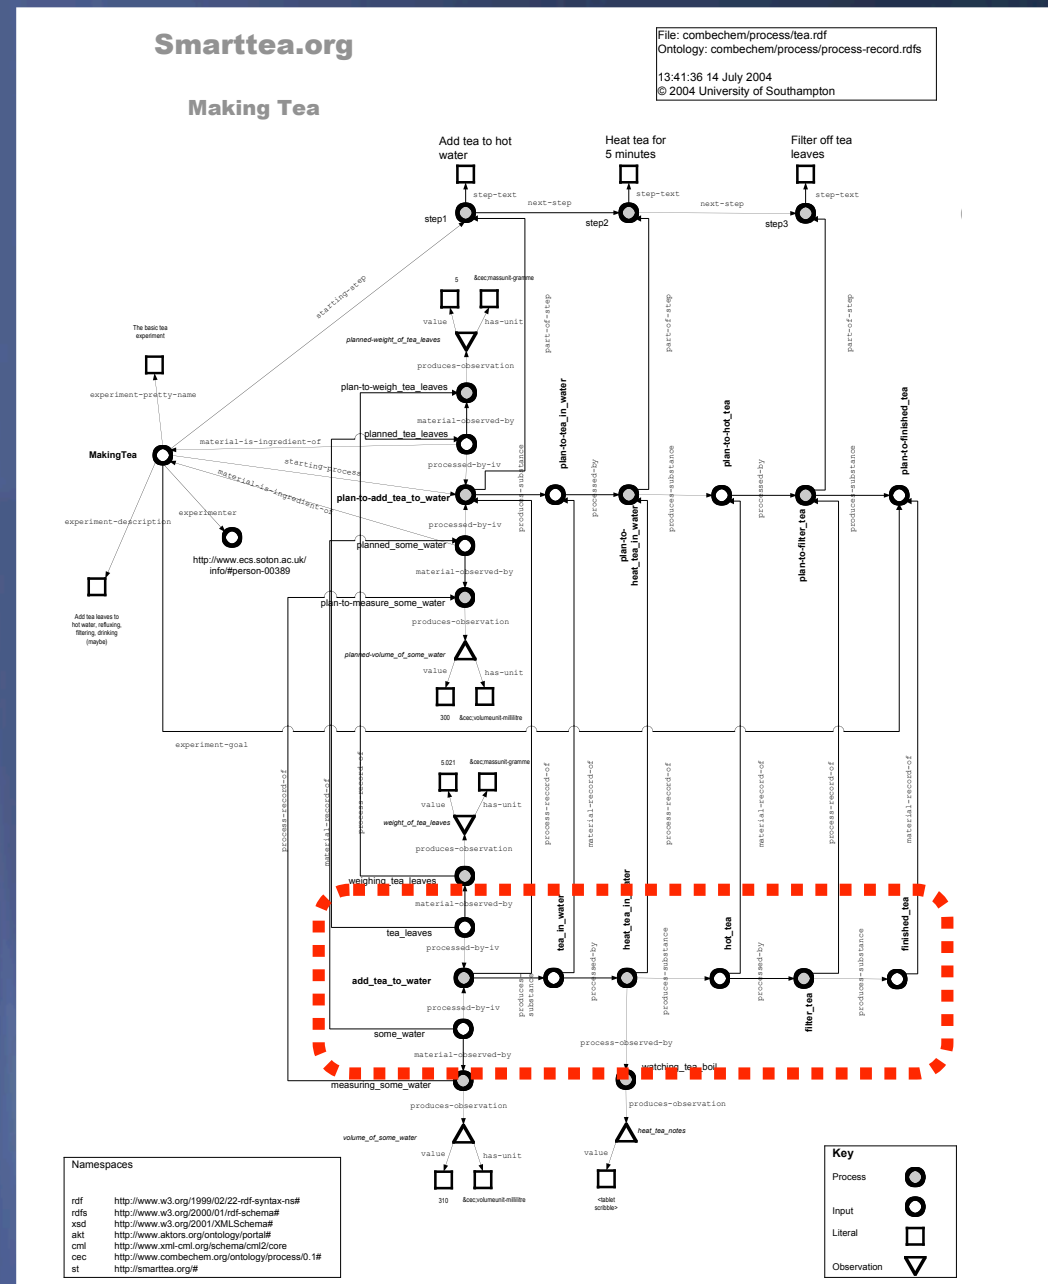 Smarttea.org
Making Tea
File: combechem/process/tea.rdf
Ontology: combechem/process/process-record.rdfs
13:41:36 14 July 2004
© 2004 University of Southampton
Add tea to hot
water
Heat tea for
5 minutes
Filter off tea
leaves
step-text
step-text
step-text
next-step
next-step
step1
step2
step3
starting-step
5
&cec;massunit-gramme
value
has-unit
planned-weight_of_tea_leaves
part-of-step
part-of-step
part-of-step
The basic tea
experiment
produces-observation
experiment-pretty-name
plan-to-weigh_tea_leaves
material-observed-by
planned_tea_leaves
material-is-ingredient-of
MakingTea
starting-process
processed-by-iv
material-is-ingredient-of
plan-to-add_tea_to_water
produces-substance
plan-to-tea_in_water
processed-by
plan-to-
heat_tea_in_water
produces-substance
plan-to-hot_tea
processed-by
plan-to-filter_tea
produces-substance
plan-to-finished_tea
experiment-description
experimenter
processed-by-iv
planned_some_water
http://www.ecs.soton.ac.uk/
info/#person-00389
material-observed-by
plan-to-measure_some_water
Add tea leaves to
hot water, refluxing,
filtering, drinking
(maybe)
produces-observation
planned-volume_of_some_water
value
has-unit
300
&cec;volumeunit-millilitre
experiment-goal
process-record-of
material-record-of
process-record-of
process-record-of
material-record-of
process-record-of
material-record-of
process-record-of
material-record-of
5.021
&cec;massunit-gramme
value
has-unit
weight_of_tea_leaves
produces-observation
weighing_tea_leaves
material-observed-by
tea_leaves
processed-by-iv
add_tea_to_water
produces-
substance
tea_in_water
processed-by
heat_tea_in_water
produces-substance
hot_tea
processed-by
filter_tea
produces-substance
finished_tea
processed-by-iv
some_water
material-observed-by
process-observed-by
measuring_some_water
watching_tea_boil
produces-observation
produces-observation
volume_of_some_water
heat_tea_notes
value
has-unit
value
310
&cec;volumeunit-millilitre
<tablet
scribble>
Namespaces
rdf http://www.w3.org/1999/02/22-rdf-syntax-ns#
rdfs http://www.w3.org/2000/01/rdf-schema#
xsd http://www.w3.org/2001/XMLSchema#
akt http://www.aktors.org/ontology/portal#
cml http://www.xml-cml.org/schema/cml2/core
cec http://www.combechem.org/ontology/process/0.1#
st http://smarttea.org/#
Key
Process
Input
Literal
Observation